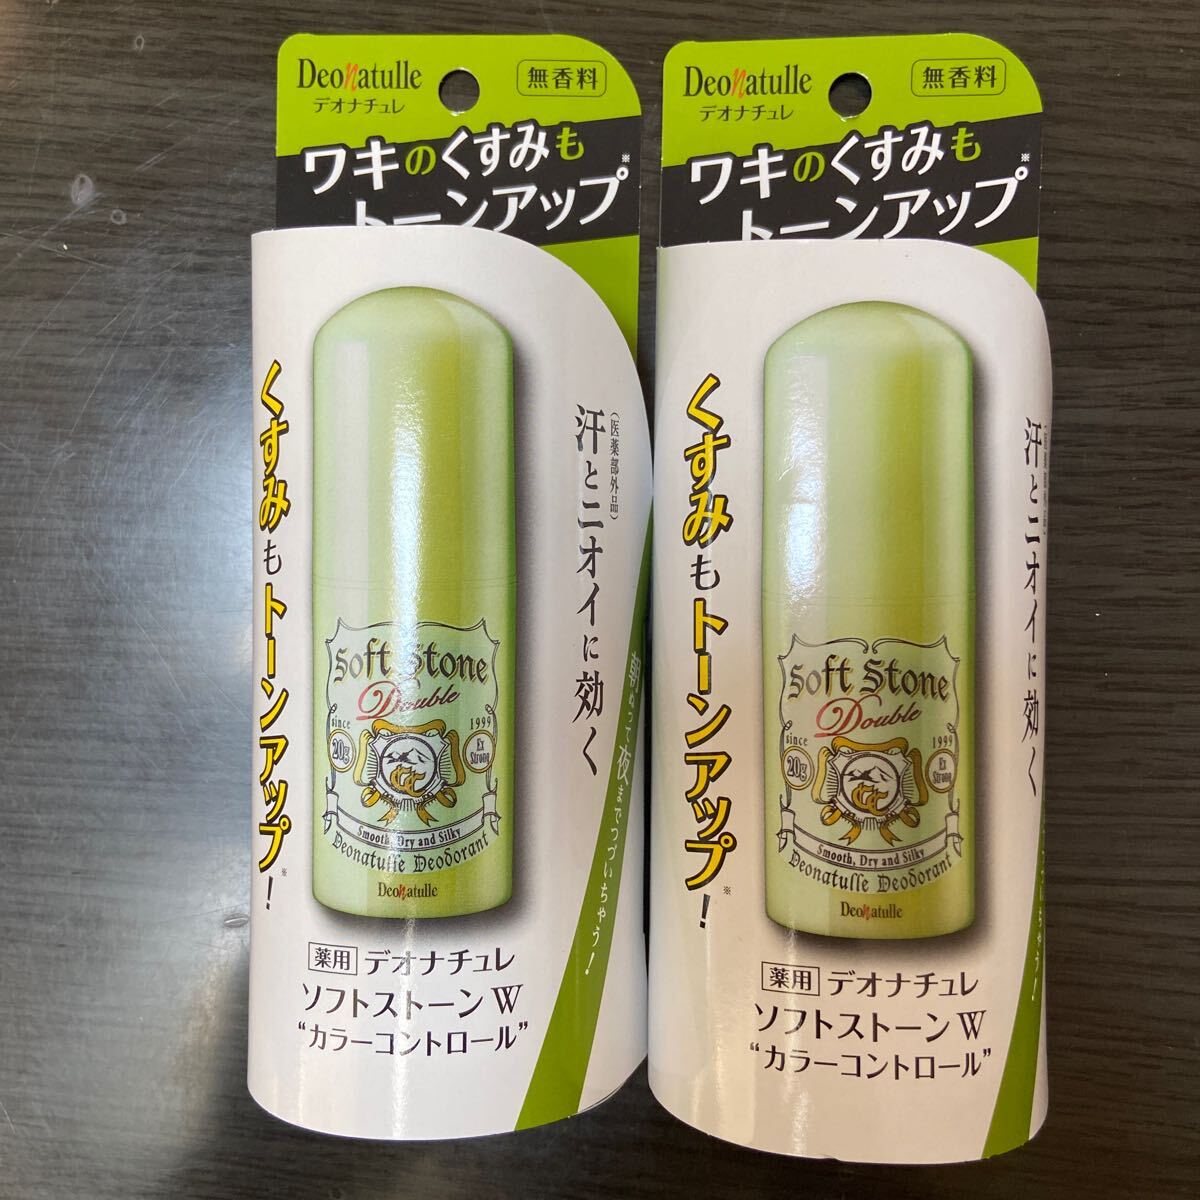 Deonatulle
デオナチュレ
無香料
ワキのくすみも
トーンアップ※
くすみもトーンアップ※！
(医薬部外品)
汗とニオイに効く
朝ぬって夜までつづいちゃう！
Soft Stone
Double
since 1999
20g
Ex Strong
Smooth, Dry and Silky
Deonatulle Deodorant
Deonatulle
薬用 デオナチュレ
ソフトストーンW
“カラーコントロール”
Deonatulle
デオナチュレ
無香料
ワキのくすみも
トーンアップ※
くすみもトーンアップ※！
汗とニオイに効く
Soft Stone
Double
since 1999
20g
Ex Strong
Smooth, Dry and Silky
Deonatulle Deodorant
Deonatulle
薬用 デオナチュレ
ソフトストーンW
“カラーコントロール”